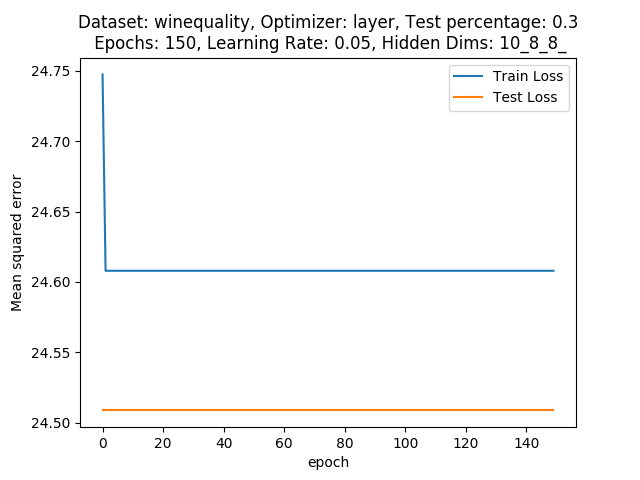 Dataset: winequality, Optimizer: layer, Test percentage: 0.3
Epochs: 150, Learning Rate: 0.05, Hidden Dims: 10_8_8_
Train Loss
Test Loss
Mean squared error
24.75
24.70
24.65
24.60
24.55
24.50
0 20 40 60 80 100 120 140
epoch